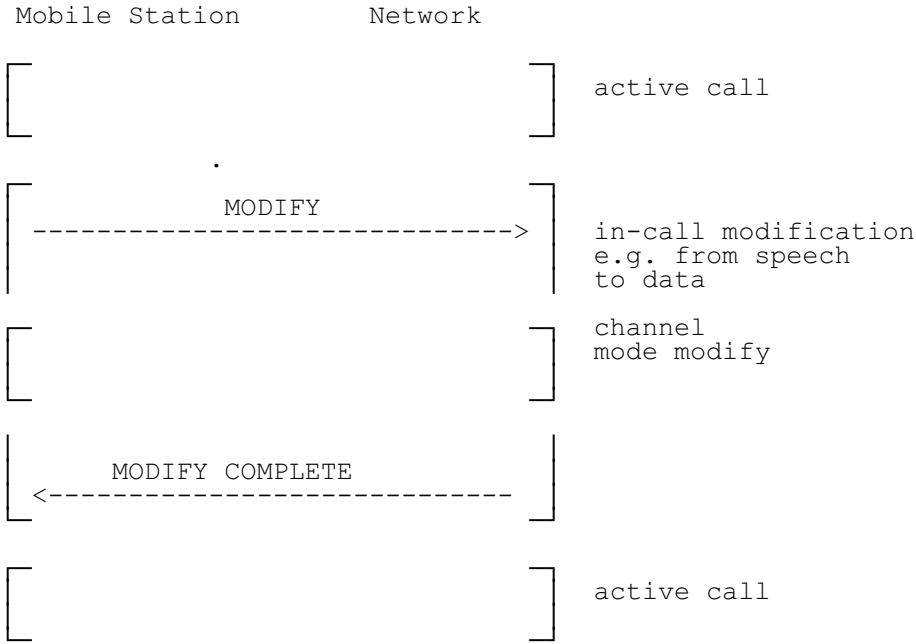 Mobile Station Network
active call
.
MODIFY
------------------------------> in-call modification
e.g. from speech
to data
channel
mode modify
MODIFY COMPLETE
<-----------------------------
active call